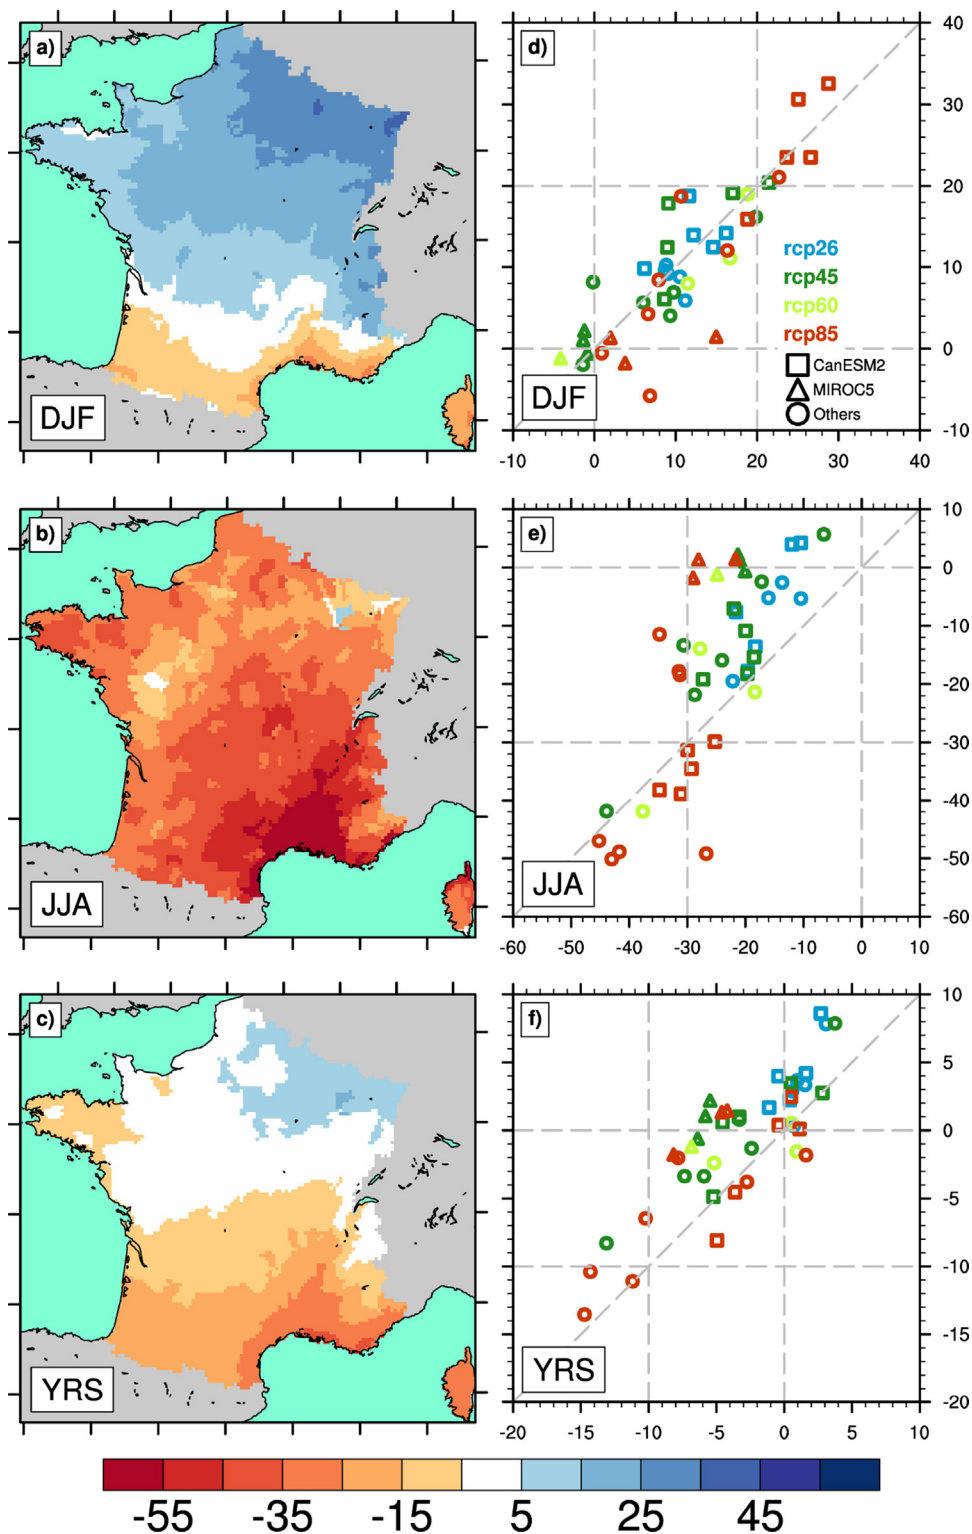 a)
DJF
d)
40
30
20
10
0
-10
rcp26
rcp45
rcp60
rcp85
CanESM2
MIROC5
Others
DJF
-10 0 10 20 30 40
b)
JJA
e)
10
0
-10
-20
-30
-40
-50
-60
JJA
-60 -50 -40 -30 -20 -10 0 10
c)
YRS
f)
10
5
0
-5
-10
-15
-20
YRS
-20 -15 -10 -5 0 5 10
-55 -35 -15 5 25 45